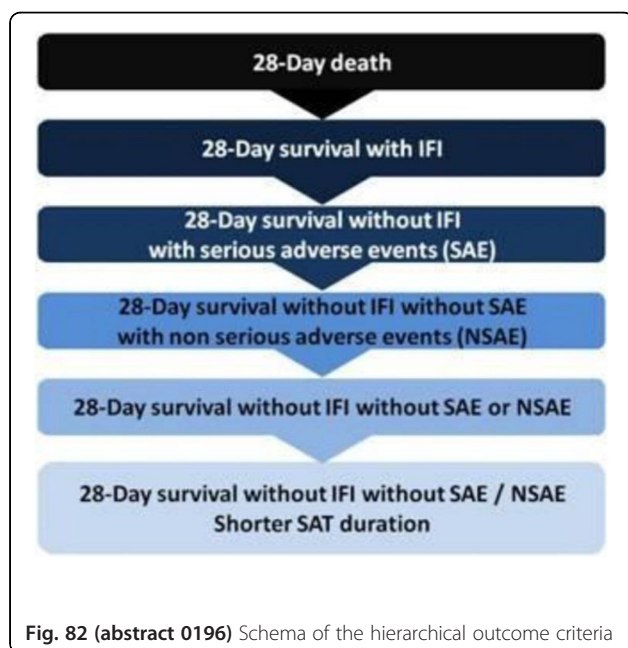 28-Day death
28-Day survival with IFI
28-Day survival without IFI
with serious adverse events (SAE)
28-Day survival without IFI without SAE
with non serious adverse events (NSAE)
28-Day survival without IFI without SAE or NSAE
28-Day survival without IFI without SAE / NSAE
Shorter SAT duration
Fig. 82 (abstract 0196) Schema of the hierarchical outcome criteria